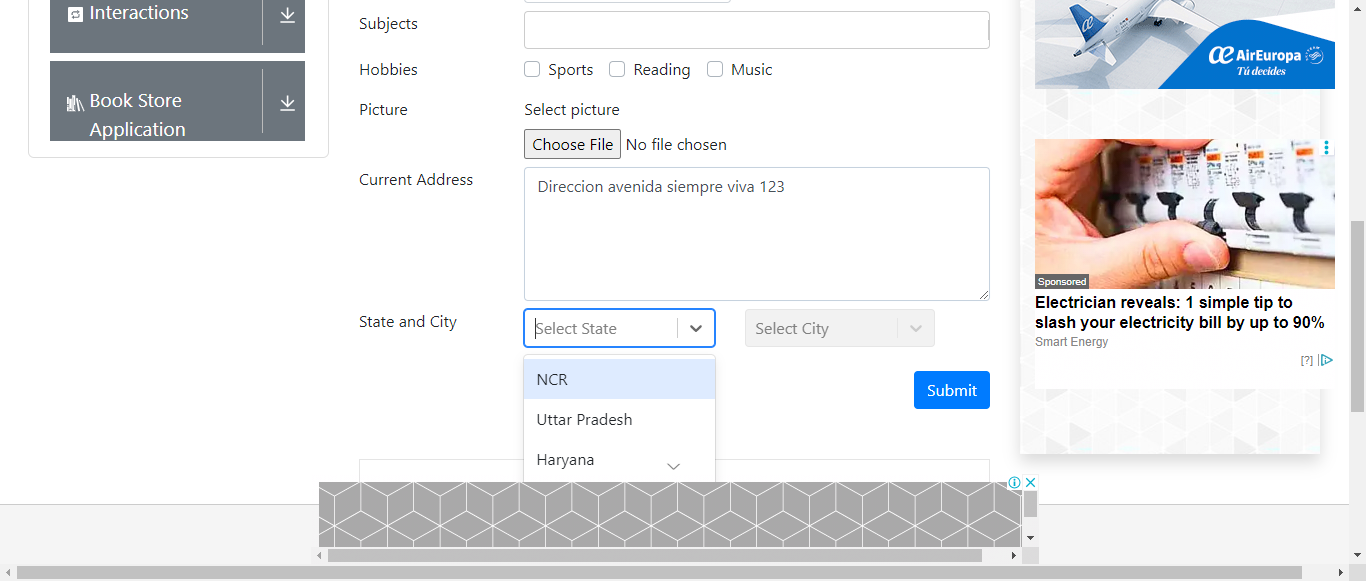 Interactions
Book Store
Application
Subjects
Hobbies
Sports
Reading
Music
Picture
Select picture
Choose File No file chosen
Current Address
Direccion avenida siempre viva 123
State and City
Select State
Select City
NCR
Uttar Pradesh
Haryana
Submit
AirEuropa
Tú decides
Sponsored
Electrician reveals: 1 simple tip to
slash your electricity bill by up to 90%
Smart Energy
[?]